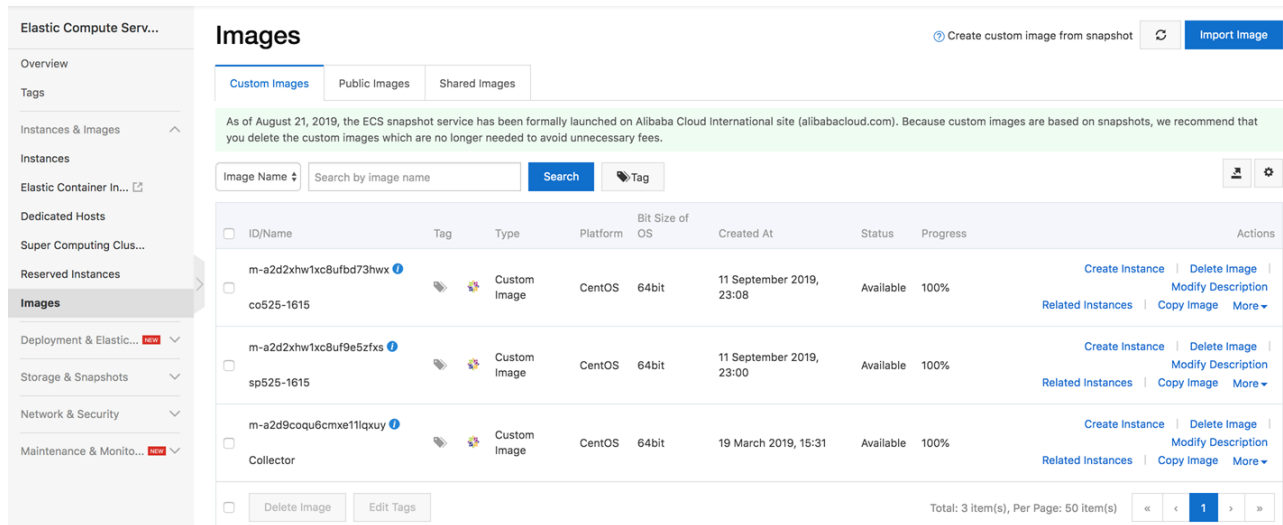 Elastic Compute Serv...
Overview
Tags
Instances & Images
Instances
Elastic Container In...
Dedicated Hosts
Super Computing Clus...
Reserved Instances
Images
Deployment & Elastic... NEW
Storage & Snapshots
Network & Security
Maintenance & Monito... NEW
Images
Create custom image from snapshot
Import Image
Custom Images Public Images Shared Images
As of August 21, 2019, the ECS snapshot service has been formally launched on Alibaba Cloud International site (alibabacloud.com). Because custom images are based on snapshots, we recommend that
you delete the custom images which are no longer needed to avoid unnecessary fees.
Image Name Search by image name Search Tag
ID/Name Tag Type Platform Bit Size of OS Created At Status Progress Actions
m-a2d2xhw1xc8ufbd73hwx
co525-1615
Custom Image
CentOS 64bit
11 September 2019, 23:08
Available 100%
Create Instance Delete Image
Modify Description
Related Instances Copy Image More
m-a2d2xhw1xc8uf9e5zfxs
sp525-1615
Custom Image
CentOS 64bit
11 September 2019, 23:00
Available 100%
Create Instance Delete Image
Modify Description
Related Instances Copy Image More
m-a2d9coqu6cmxe11lqxuy
Collector
Custom Image
CentOS 64bit
19 March 2019, 15:31
Available 100%
Create Instance Delete Image
Modify Description
Related Instances Copy Image More
Delete Image Edit Tags
Total: 3 item(s), Per Page: 50 item(s) « ‹ 1 › »